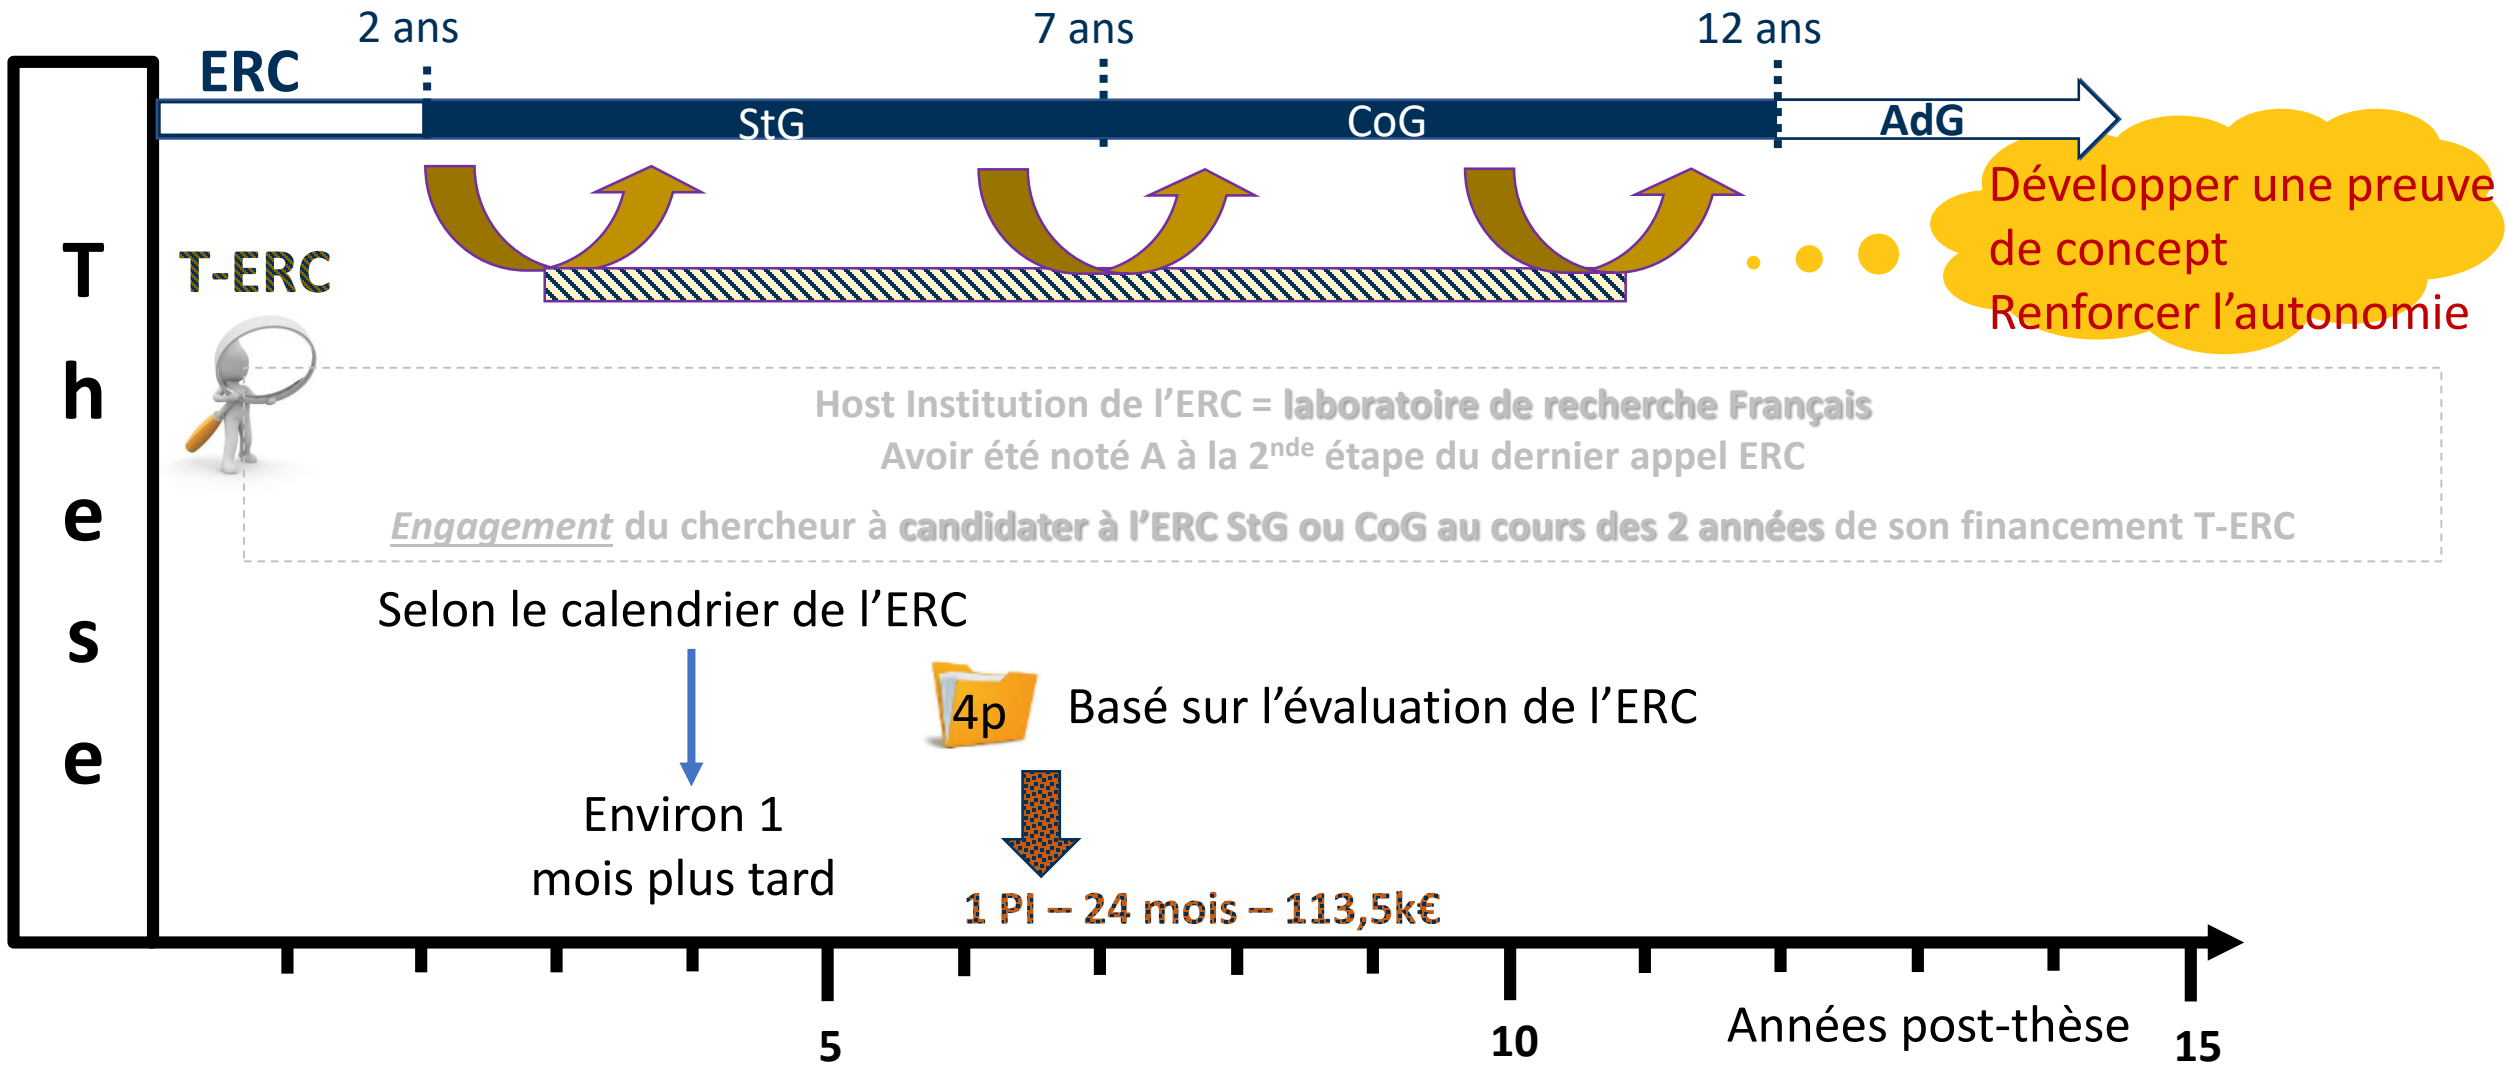 2 ans
7 ans
12 ans
ERC
StG
CoG
AdG
Développer une preuve
de concept
Renforcer l’autonomie
T-ERC
These
Host Institution de l’ERC = laboratoire de recherche Français
Avoir été noté A à la 2nde étape du dernier appel ERC
Engagement du chercheur à candidater à l’ERC StG ou CoG au cours des 2 années de son financement T-ERC
Selon le calendrier de l’ERC
4p
Basé sur l’évaluation de l’ERC
Environ 1
mois plus tard
1 PI – 24 mois – 113,5k€
5
10
Années post-thèse
15